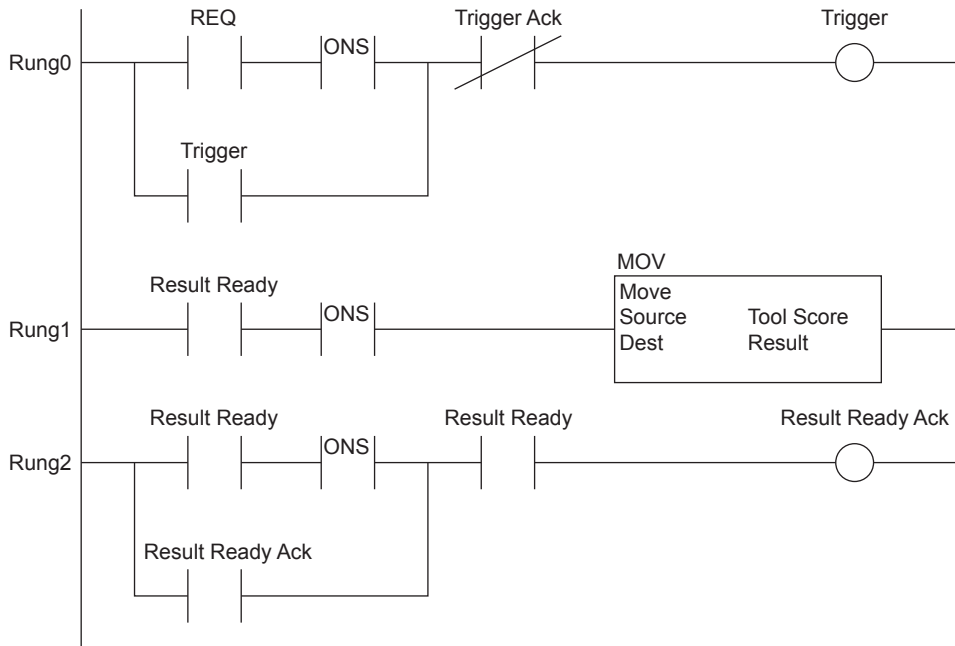 REQ
ONS
Trigger Ack
Trigger
Rung0
Trigger
Result Ready
ONS
MOV
Rung1
Move
Source Tool Score
Dest Result
Result Ready
ONS
Result Ready
Result Ready Ack
Rung2
Result Ready Ack